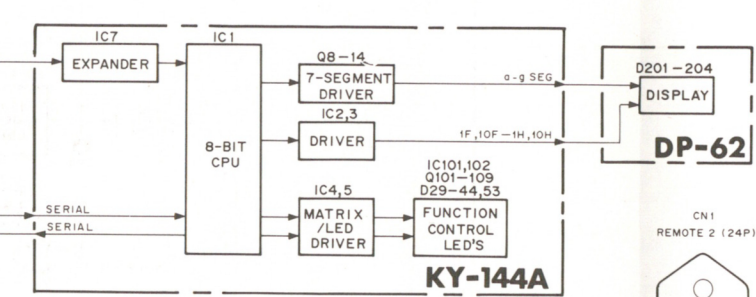 IC7
EXPANDER
IC1
8-BIT
CPU
Q8-14
7-SEGMENT
DRIVER
a-g SEG
IC2,3
DRIVER
1F,10F-1H,10H
D201-204
DISPLAY
DP-62
SERIAL
SERIAL
IC4,5
MATRIX
/LED
DRIVER
IC101,102
Q101-109
D29-44,53
FUNCTION
CONTROL
LED'S
KY-144A
CN1
REMOTE 2 (24P)